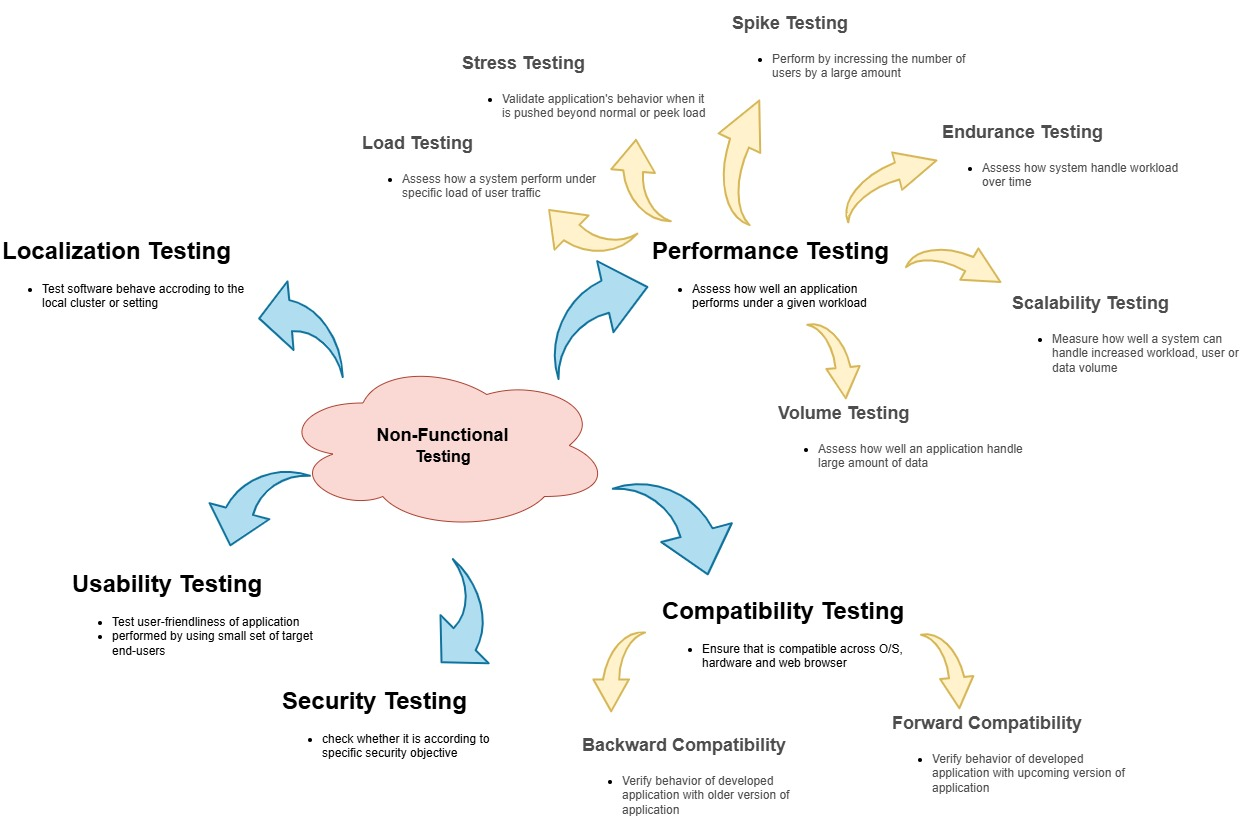 Spike Testing
Perform by increasing the number of
users by a large amount
Stress Testing
Validate application's behavior when it
is pushed beyond normal or peek load
Load Testing
Assess how a system perform under
specific load of user traffic
Endurance Testing
Assess how system handle workload
over time
Localization Testing
Test software behave accroding to the
local cluster or setting
Performance Testing
Assess how well an application
performs under a given workload
Scalability Testing
Measure how well a system can
handle increased workload, user or
data volume
Volume Testing
Assess how well an application handle
large amount of data
Non-Functional
Testing
Usability Testing
Test user-friendliness of application
performed by using small set of target
end-users
Security Testing
check whether it is according to
specific security objective
Compatibility Testing
Ensure that is compatible across O/S,
hardware and web browser
Backward Compatibility
Verify behavior of developed
application with older version of
application
Forward Compatibility
Verify behavior of developed
application with upcoming version of
application